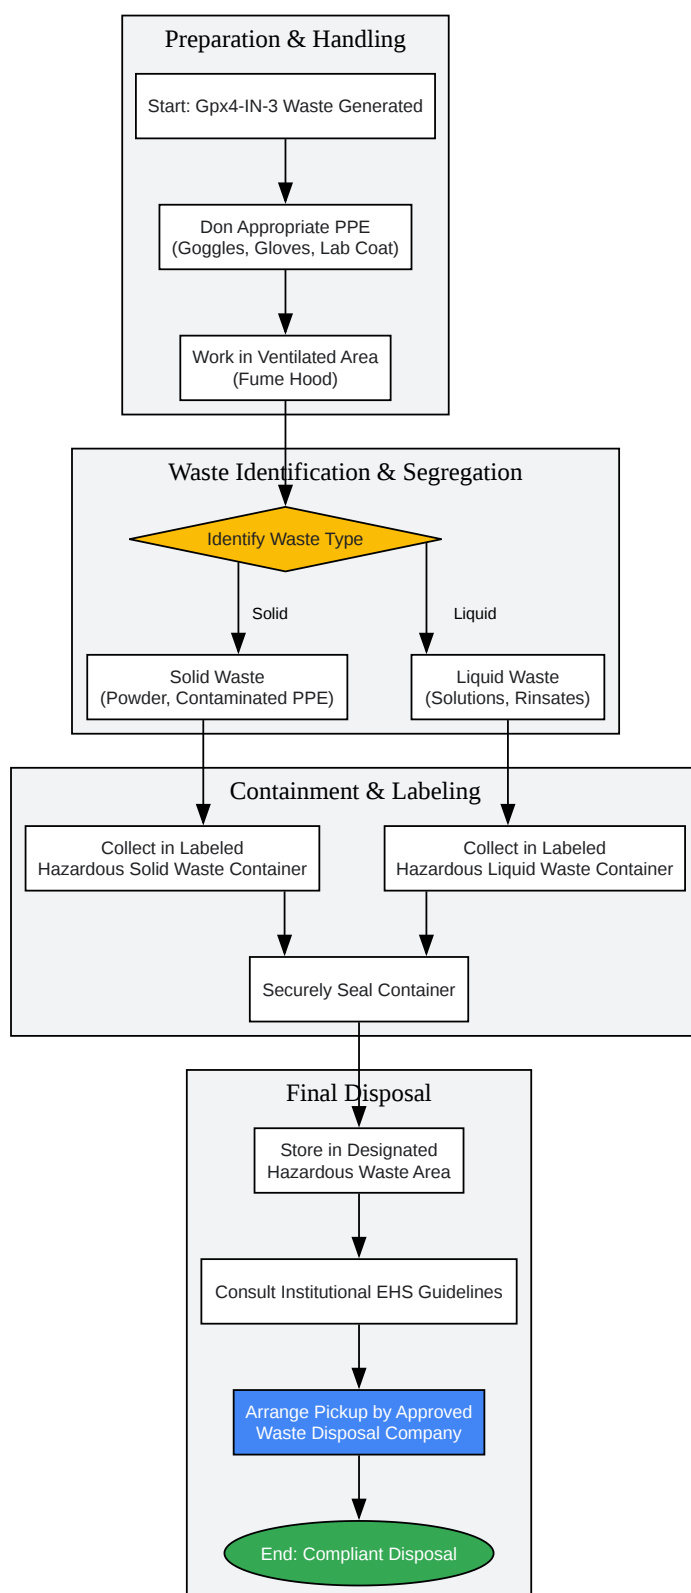 Preparation & Handling
Start: Gpx4-IN-3 Waste Generated
Don Appropriate PPE
(Goggles, Gloves, Lab Coat)
Work in Ventilated Area
(Fume Hood)
Waste Identification & Segregation
Identify Waste Type
Solid
Liquid
Solid Waste
(Powder, Contaminated PPE)
Liquid Waste
(Solutions, Rinsates)
Containment & Labeling
Collect in Labeled
Hazardous Solid Waste Container
Collect in Labeled
Hazardous Liquid Waste Container
Securely Seal Container
Final Disposal
Store in Designated
Hazardous Waste Area
Consult Institutional EHS Guidelines
Arrange Pickup by Approved
Waste Disposal Company
End: Compliant Disposal